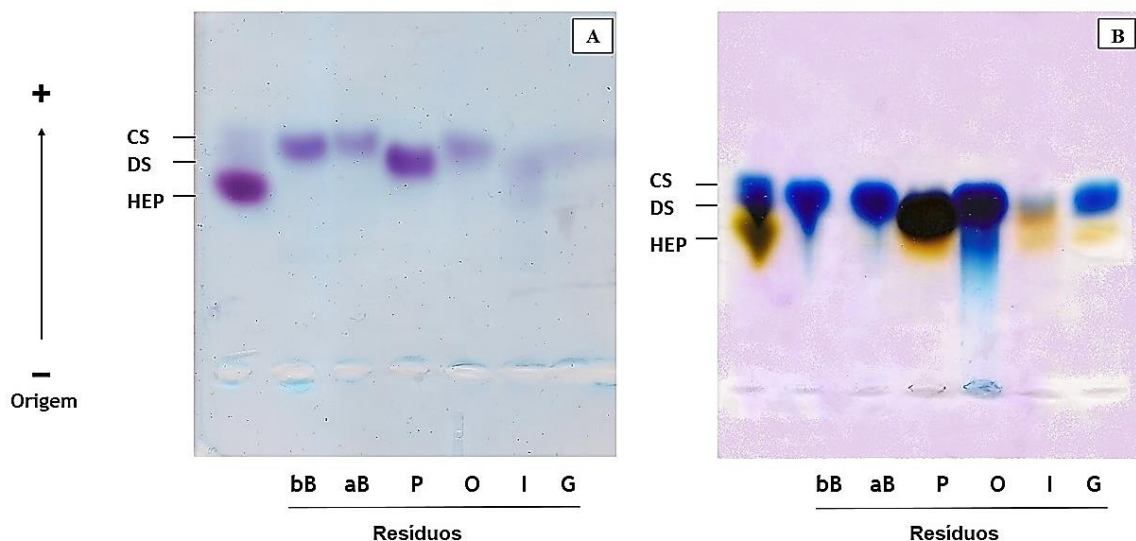 A
+
CS
DS
HEP
−
Origem
bB aB P O I G
Resíduos
B
CS
DS
HEP
bB aB P O I G
Resíduos